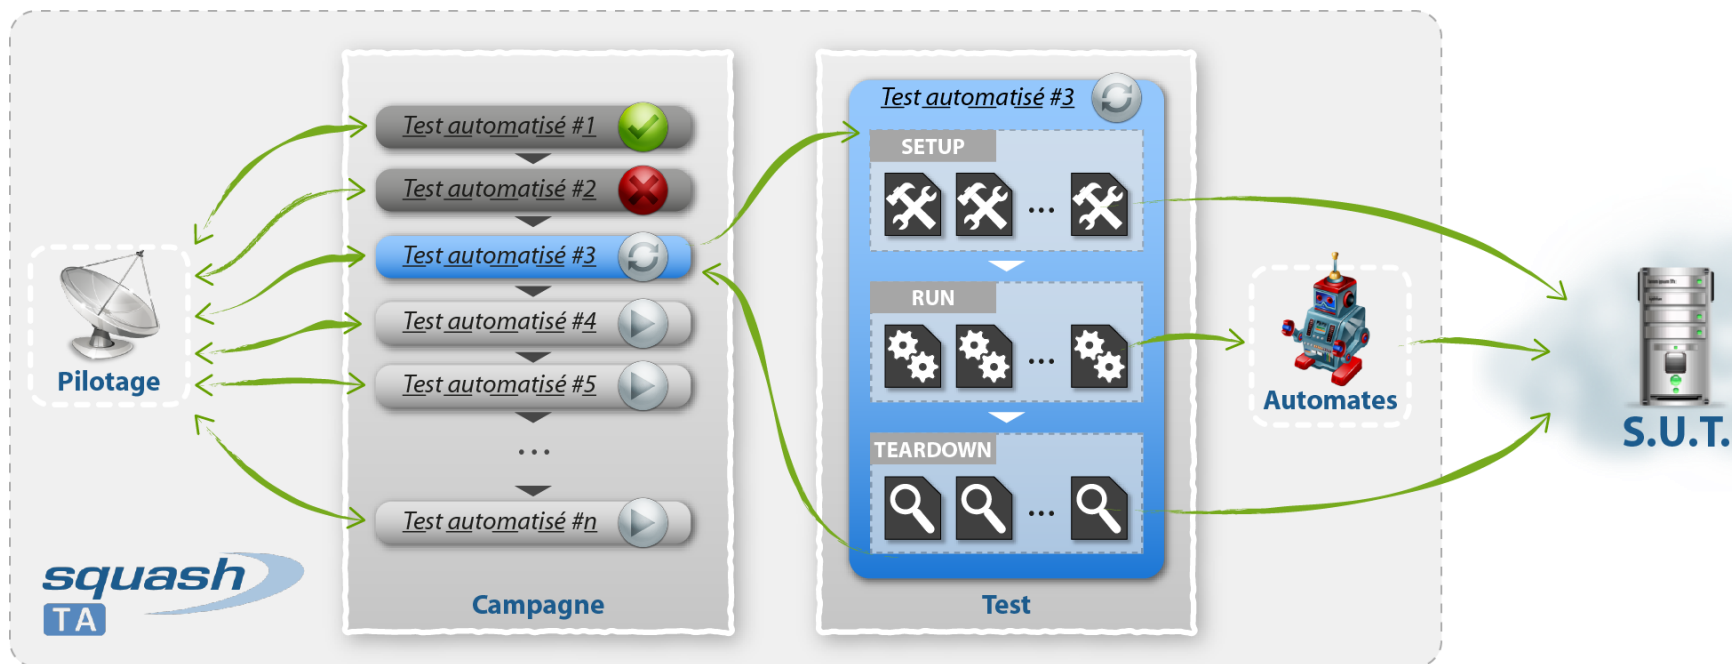 Pilotage
squash
TA
Test automatisé #1
Test automatisé #2
Test automatisé #3
Test automatisé #4
Test automatisé #5
...
Test automatisé #n
Campagne
Test automatisé #3
SETUP
...
RUN
...
TEARDOWN
...
Test
Automates
S.U.T.